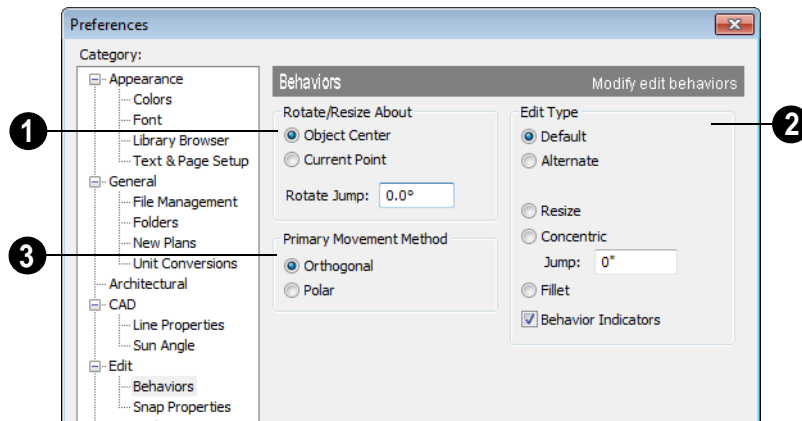 Preferences
Category:
Appearance
Colors
Font
Library Browser
Text & Page Setup
General
File Management
Folders
New Plans
Unit Conversions
Architectural
CAD
Line Properties
Sun Angle
Edit
Behaviors
Snap Properties
Behaviors Modify edit behaviors
1
Rotate/Resize About
Object Center
Current Point
Rotate Jump: 0.0°
3
Primary Movement Method
Orthogonal
Polar
2
Edit Type
Default
Alternate
Resize
Concentric
Jump: 0"
Fillet
Behavior Indicators